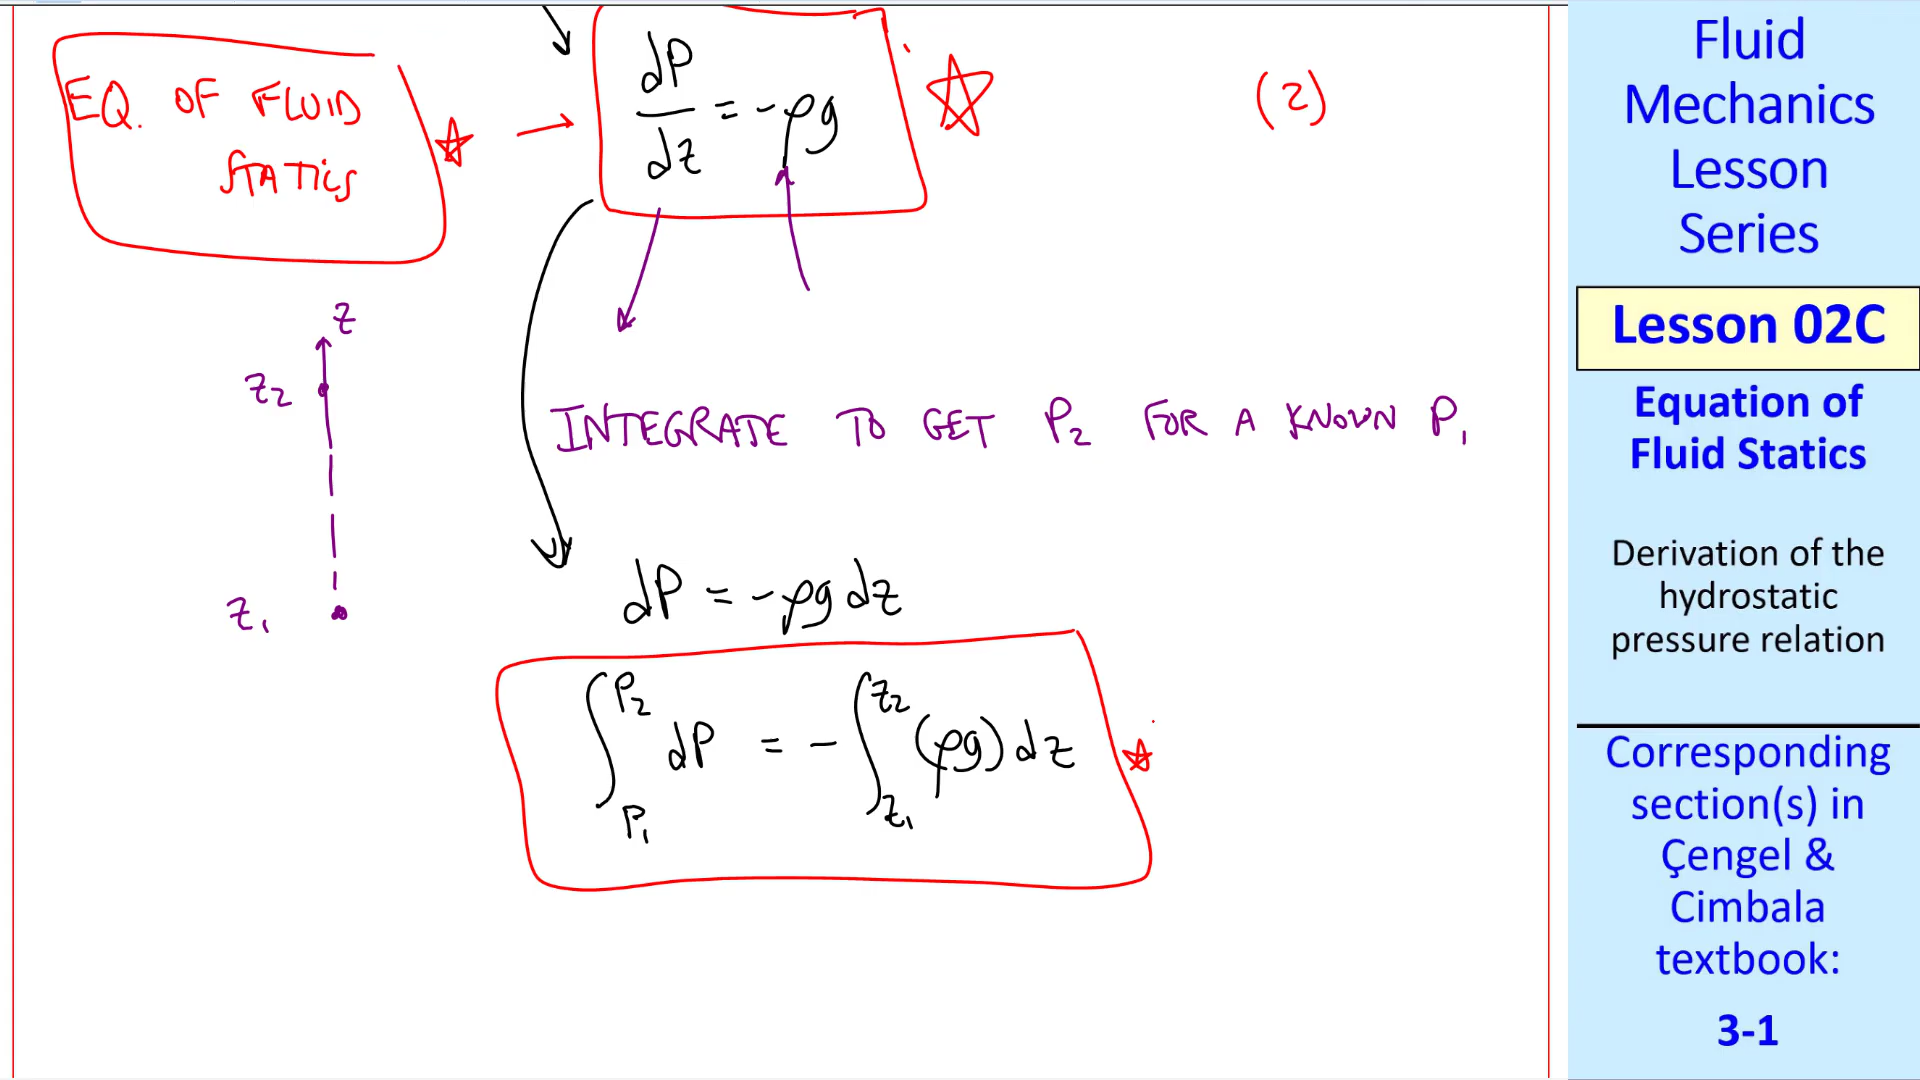 EQ. OF FLUID
STATICS
dP/dz = -ρg
(2)
z
z₂
z₁
INTEGRATE TO GET P₂ FOR A KNOWN P₁
dP = -ρg dz
∫_{P₁}^{P₂} dP = -∫_{z₁}^{z₂} (ρg) dz
Fluid
Mechanics
Lesson
Series
Lesson 02C
Equation of
Fluid Statics
Derivation of the
hydrostatic
pressure relation
Corresponding
section(s) in
Çengel &
Cimbala
textbook:
3-1